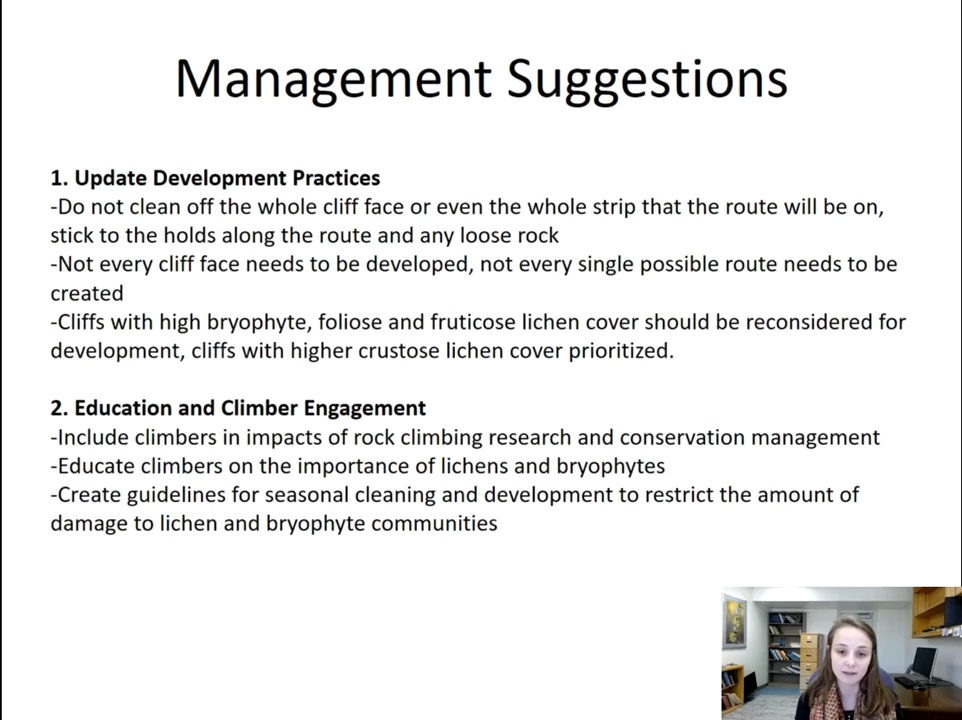 Management Suggestions
1. Update Development Practices
-Do not clean off the whole cliff face or even the whole strip that the route will be on,
stick to the holds along the route and any loose rock
-Not every cliff face needs to be developed, not every single possible route needs to be
created
-Cliffs with high bryophyte, foliose and fruticose lichen cover should be reconsidered for
development, cliffs with higher crustose lichen cover prioritized.
2. Education and Climber Engagement
-Include climbers in impacts of rock climbing research and conservation management
-Educate climbers on the importance of lichens and bryophytes
-Create guidelines for seasonal cleaning and development to restrict the amount of
damage to lichen and bryophyte communities